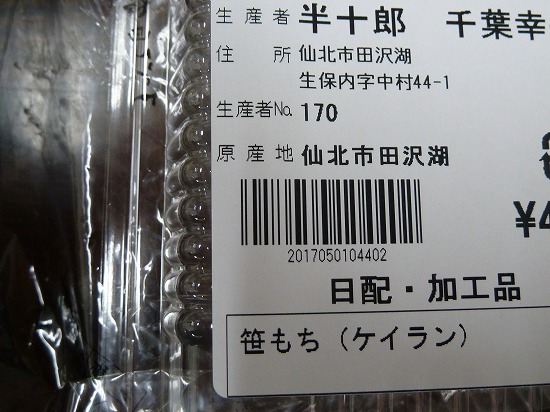 生産者 半十郎 千葉幸
住所 仙北市田沢湖
生保内字中村44-1
生産者No. 170
原産地 仙北市田沢湖
¥4
2017050104402
日配・加工品
笹もち（ケイラン）